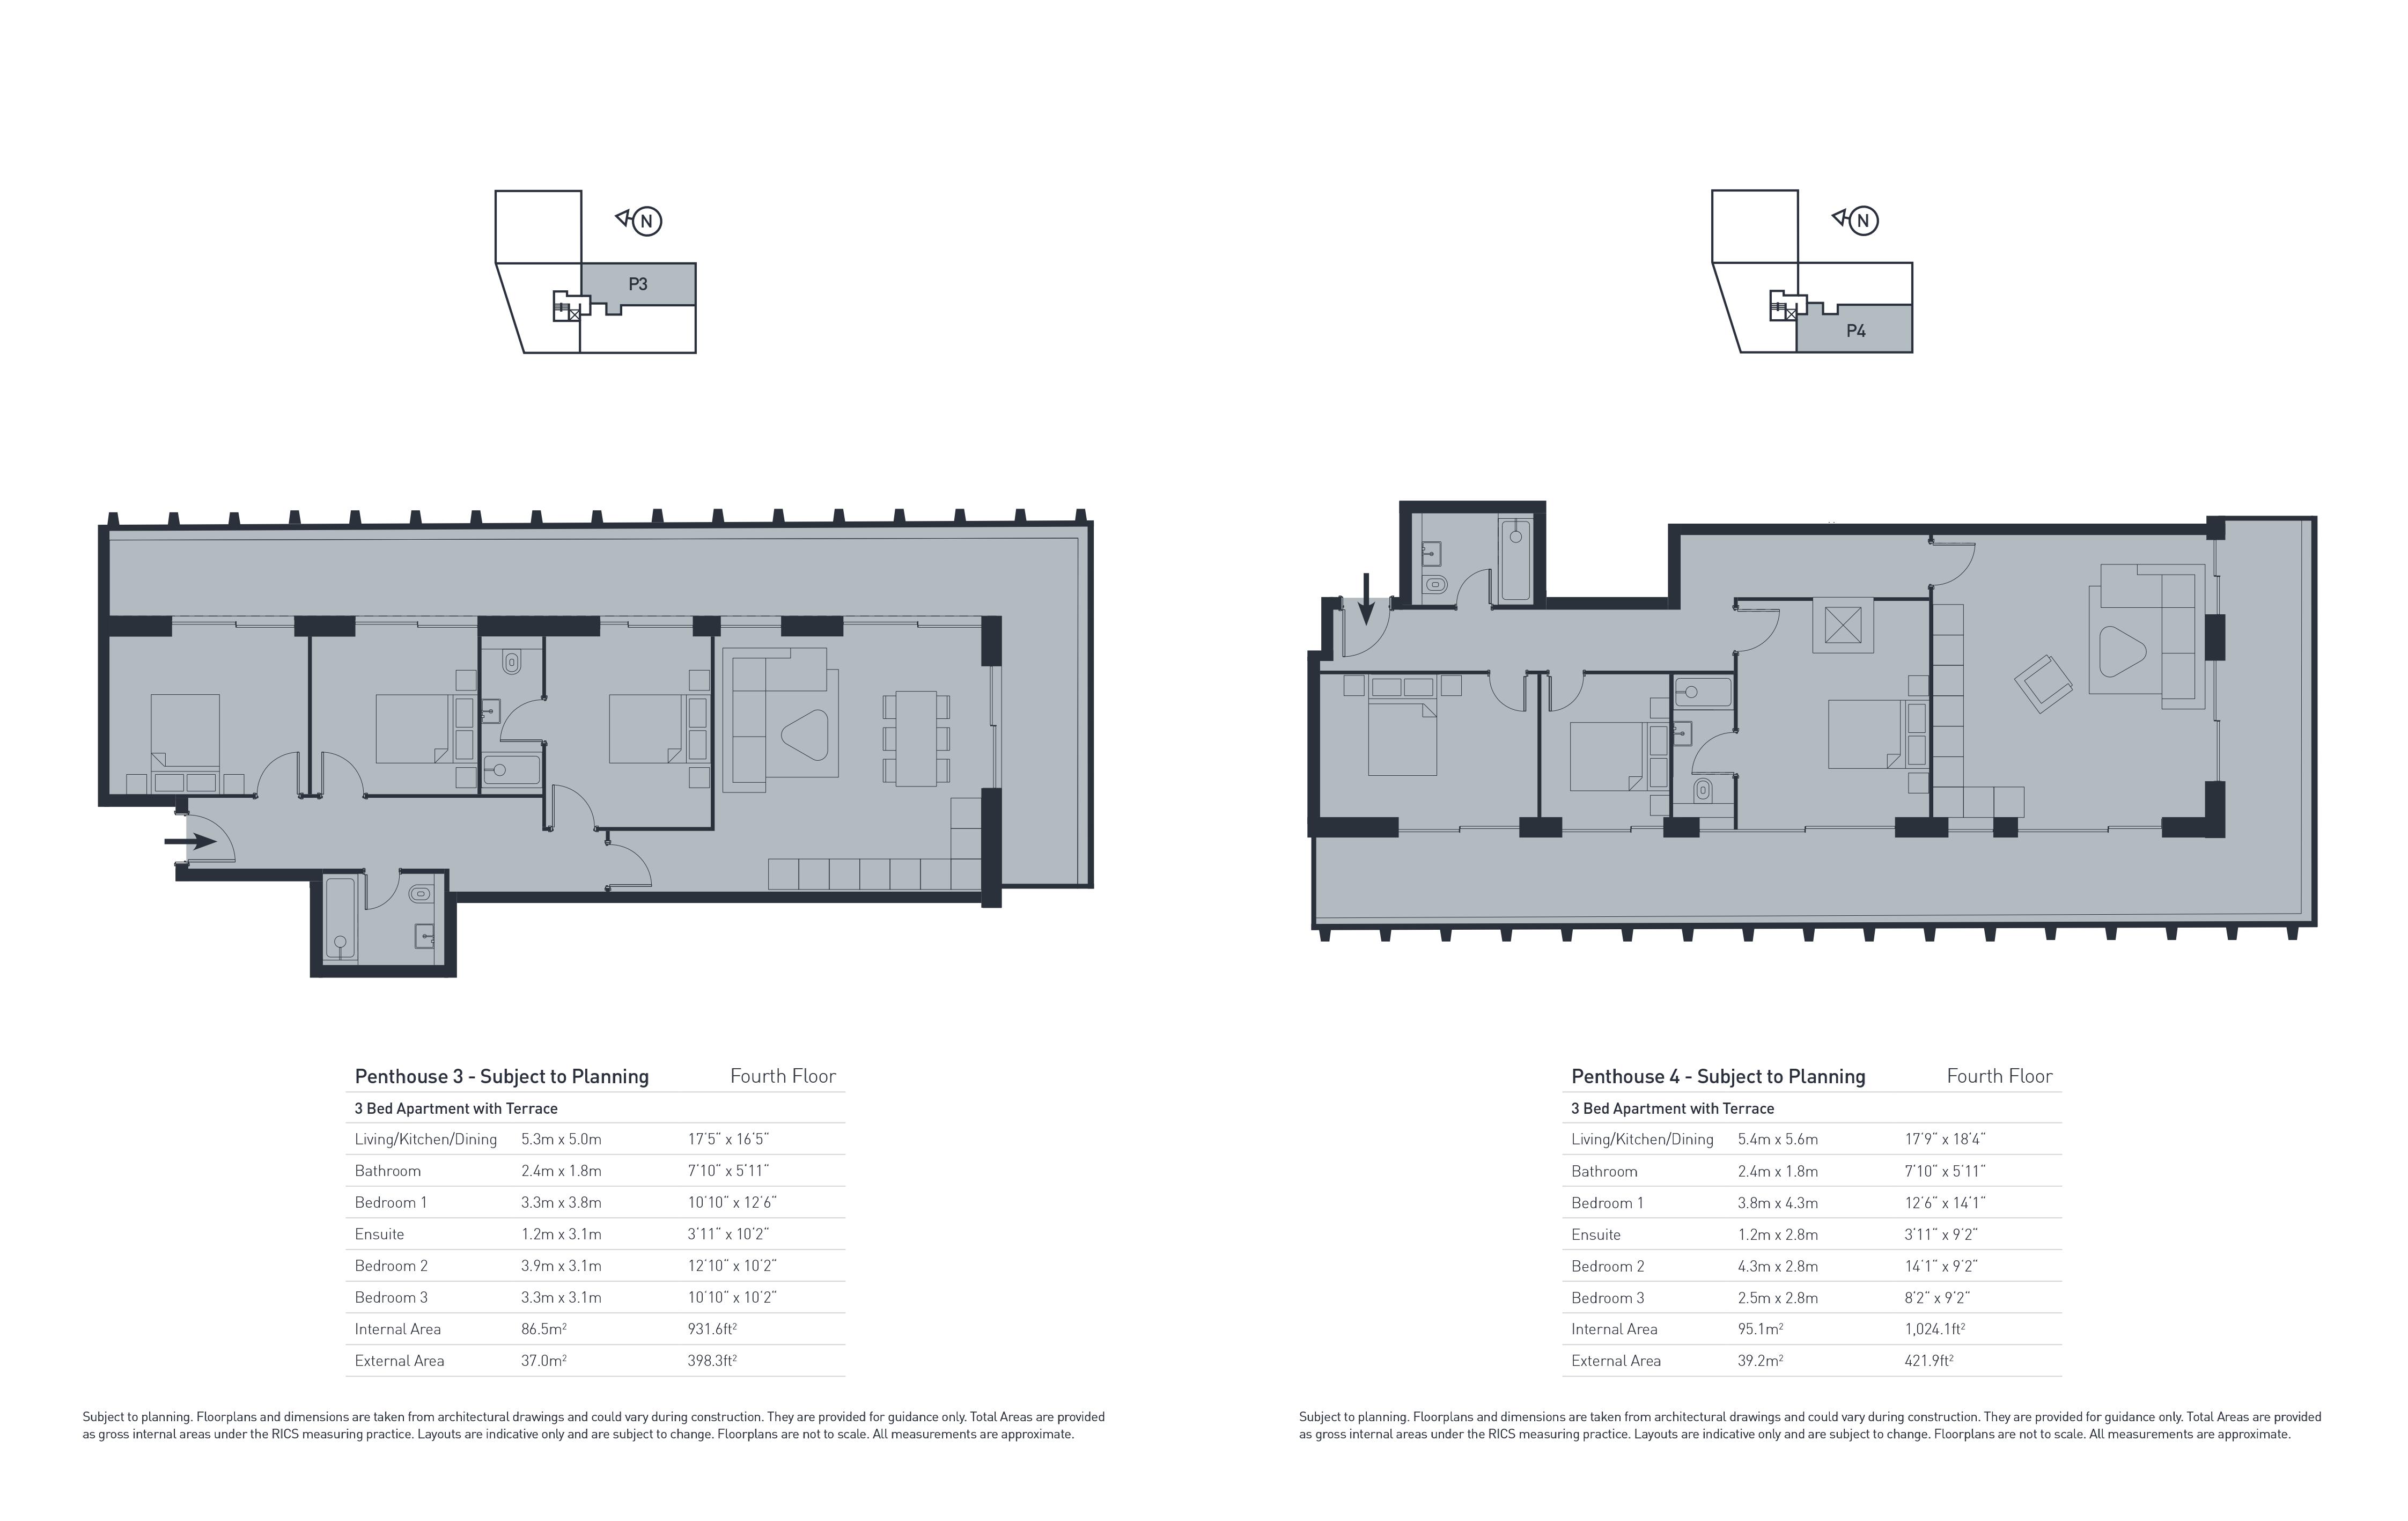 N
P3
Penthouse 3 - Subject to Planning Fourth Floor
3 Bed Apartment with Terrace
Living/Kitchen/Dining 5.3m x 5.0m 17'5" x 16'5"
Bathroom 2.4m x 1.8m 7'10" x 5'11"
Bedroom 1 3.3m x 3.8m 10'10" x 12'6"
Ensuite 1.2m x 3.1m 3'11" x 10'2"
Bedroom 2 3.9m x 3.1m 12'10" x 10'2"
Bedroom 3 3.3m x 3.1m 10'10" x 10'2"
Internal Area 86.5m² 931.6ft²
External Area 37.0m² 398.3ft²
Subject to planning. Floorplans and dimensions are taken from architectural drawings and could vary during construction. They are provided for guidance only. Total Areas are provided
as gross internal areas under the RICS measuring practice. Layouts are indicative only and are subject to change. Floorplans are not to scale. All measurements are approximate.
N
P4
Penthouse 4 - Subject to Planning Fourth Floor
3 Bed Apartment with Terrace
Living/Kitchen/Dining 5.4m x 5.6m 17'9" x 18'4"
Bathroom 2.4m x 1.8m 7'10" x 5'11"
Bedroom 1 3.8m x 4.3m 12'6" x 14'1"
Ensuite 1.2m x 2.8m 3'11" x 9'2"
Bedroom 2 4.3m x 2.8m 14'1" x 9'2"
Bedroom 3 2.5m x 2.8m 8'2" x 9'2"
Internal Area 95.1m² 1,024.1ft²
External Area 39.2m² 421.9ft²
Subject to planning. Floorplans and dimensions are taken from architectural drawings and could vary during construction. They are provided for guidance only. Total Areas are provided
as gross internal areas under the RICS measuring practice. Layouts are indicative only and are subject to change. Floorplans are not to scale. All measurements are approximate.